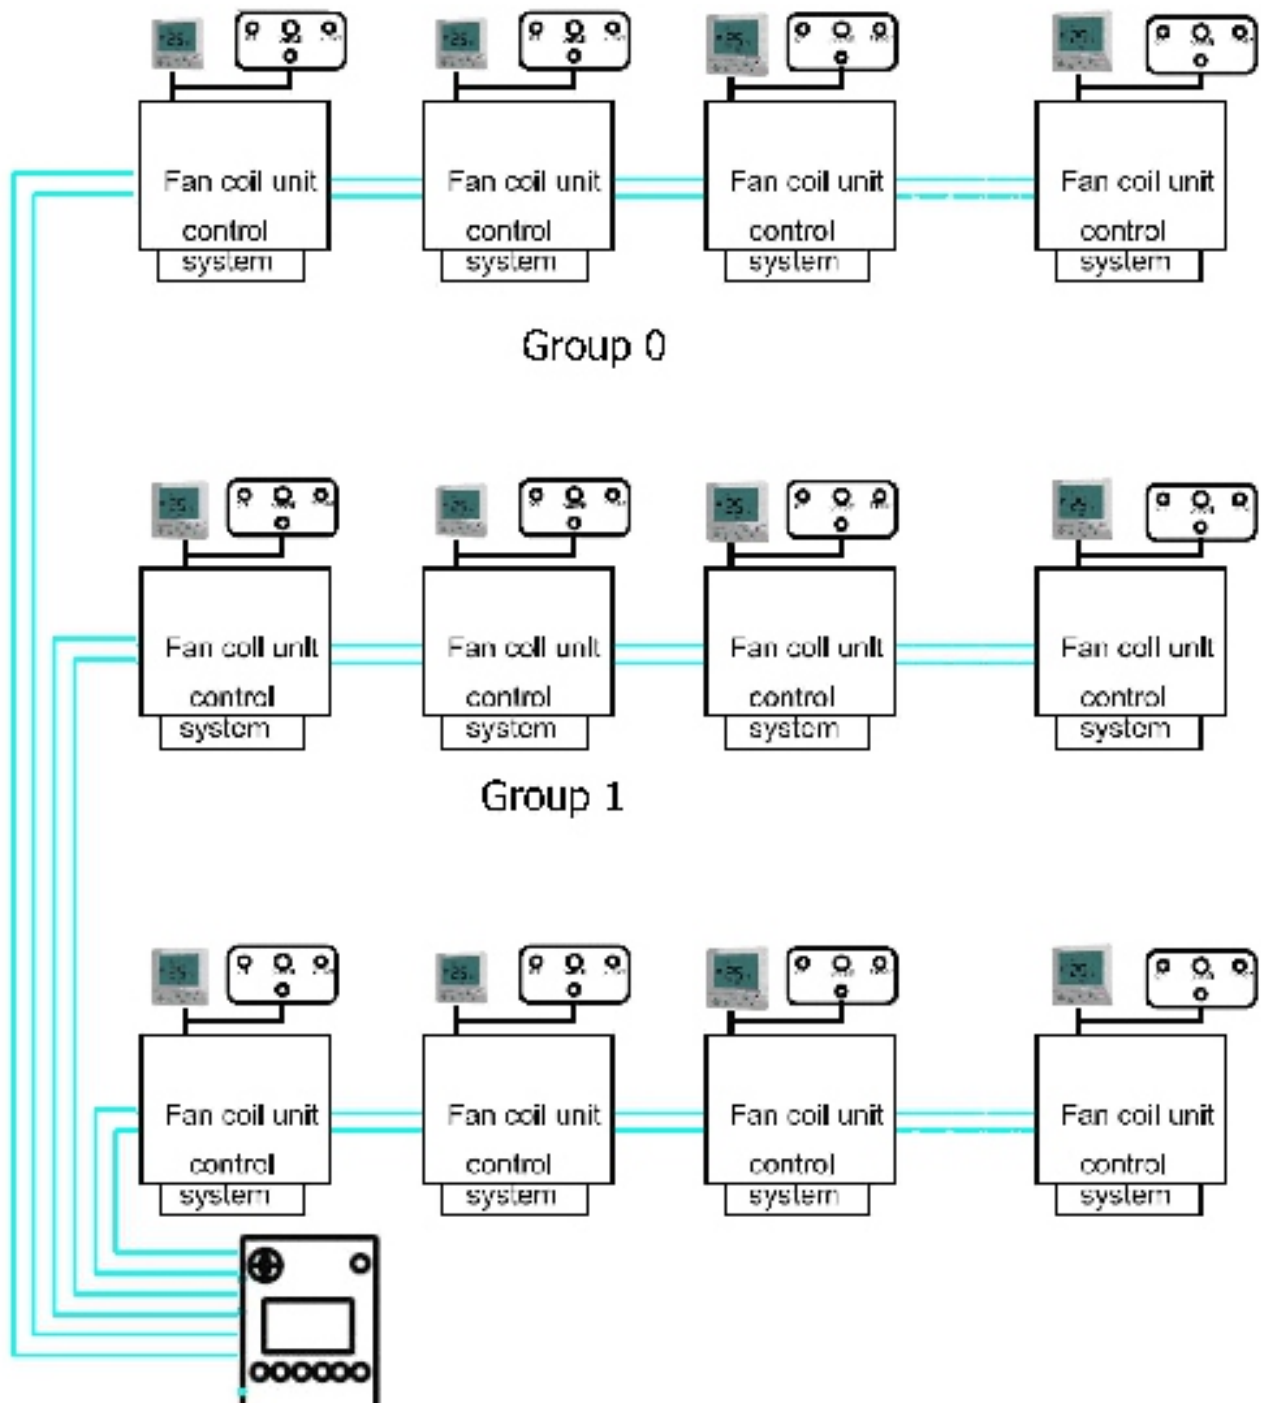 Fan coil unit
control
system
Fan coil unit
control
system
Fan coil unit
control
system
Fan coil unit
control
system
Group 0
Fan coil unit
control
system
Fan coil unit
control
system
Fan coil unit
control
system
Fan coil unit
control
system
Group 1
Fan coil unit
control
system
Fan coil unit
control
system
Fan coil unit
control
system
Fan coil unit
control
system